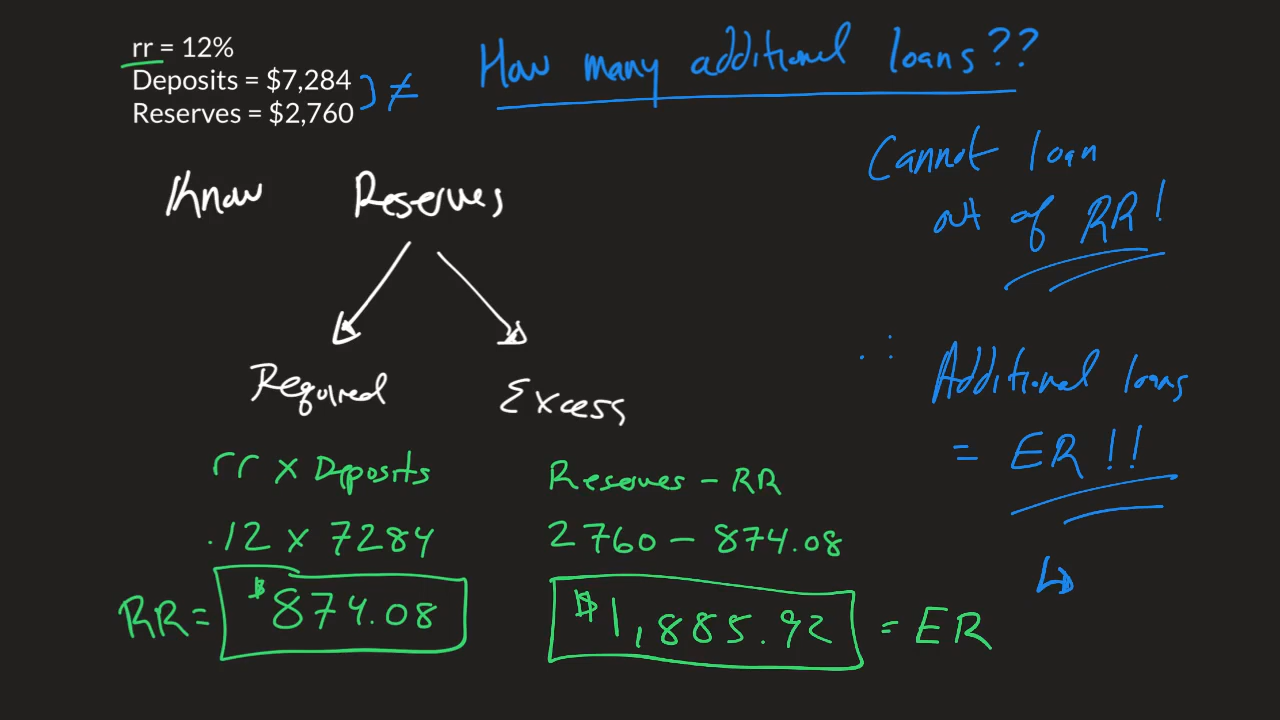 rr = 12%
Deposits = $7,284
Reserves = $2,760
≠
How many additional loans??
Cannot loan
out of RR!
Know Reserves
Required
Excess
∴ Additional loans
= ER!!
rr x Deposits
.12 x 7284
RR = $874.08
Reserves - RR
2760 - 874.08
$1,885.92 = ER